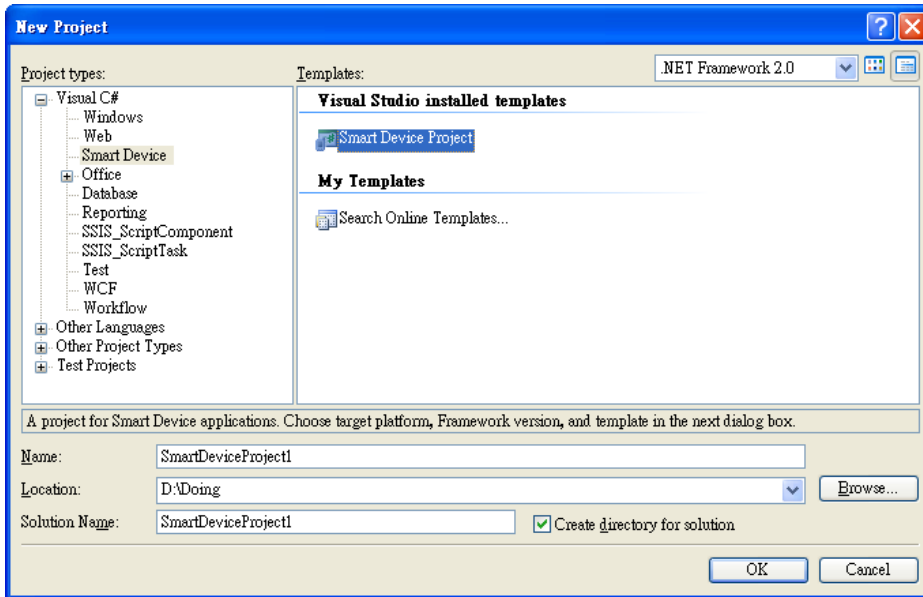 New Project
Project types:
Templates:
.NET Framework 2.0
Visual C#
Windows
Web
Smart Device
Office
Database
Reporting
SSIS_ScriptComponent
SSIS_ScriptTask
Test
WCF
Workflow
Other Languages
Other Project Types
Test Projects
Visual Studio installed templates
Smart Device Project
My Templates
Search Online Templates...
A project for Smart Device applications. Choose target platform, Framework version, and template in the next dialog box.
Name: SmartDeviceProject1
Location: D:\Doing Browse...
Solution Name: SmartDeviceProject1 Create directory for solution
OK Cancel